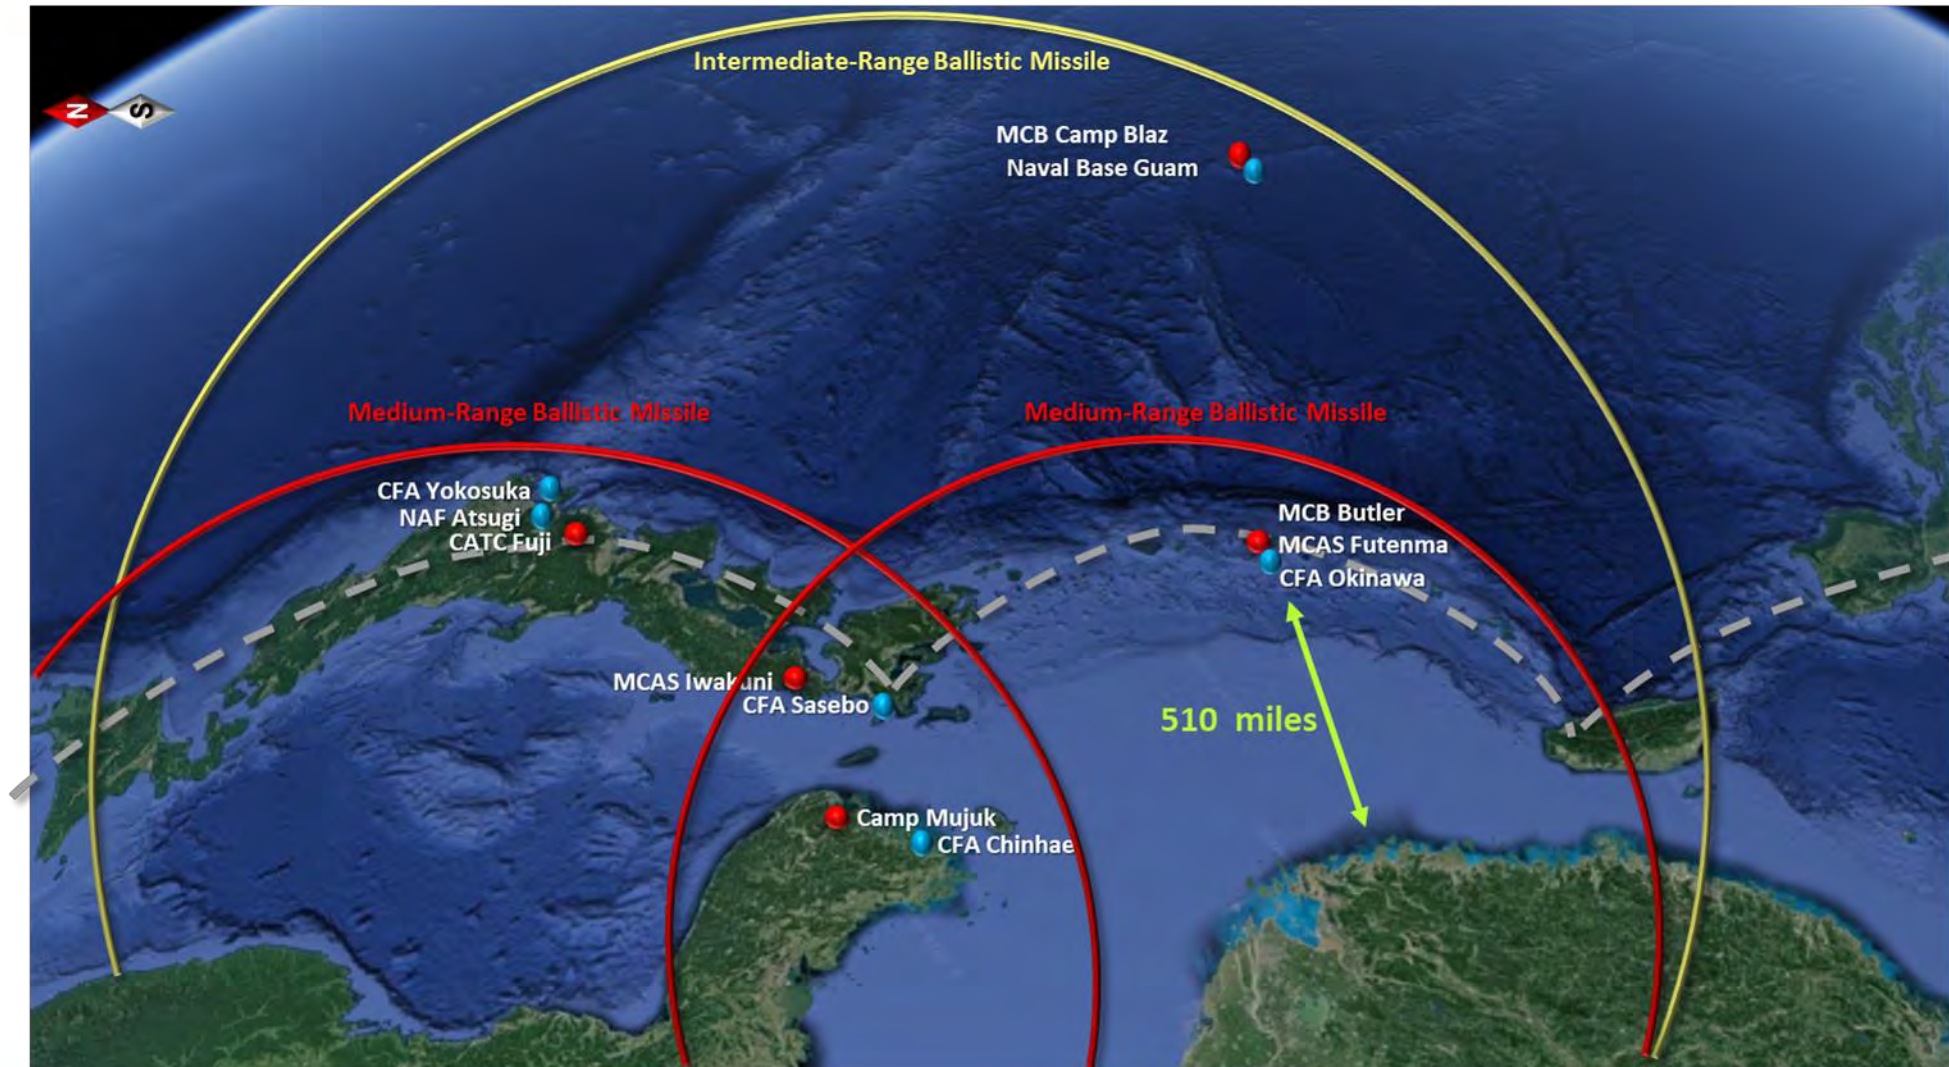 Intermediate-Range Ballistic Missile
N S
MCB Camp Blaz
Naval Base Guam
Medium-Range Ballistic Missile
Medium-Range Ballistic Missile
CFA Yokosuka
NAF Atsugi
CATC Fuji
MCB Butler
MCAS Futenma
CFA Okinawa
MCAS Iwakuni
CFA Sasebo
510 miles
Camp Mujuk
CFA Chinhae